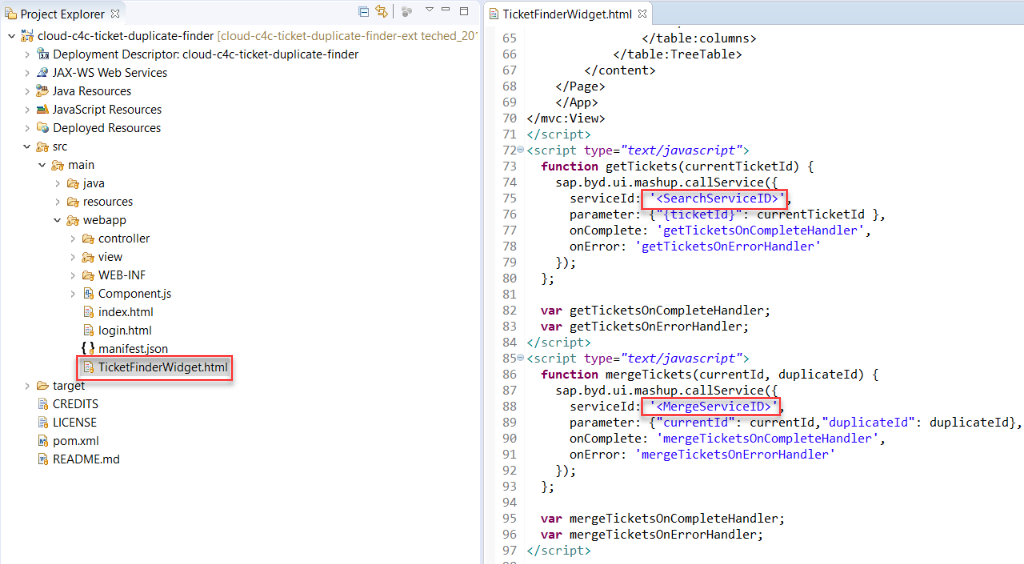 Project Explorer
cloud-c4c-ticket-duplicate-finder [cloud-c4c-ticket-duplicate-finder-ext teched_201
Deployment Descriptor: cloud-c4c-ticket-duplicate-finder
JAX-WS Web Services
Java Resources
JavaScript Resources
Deployed Resources
src
main
java
resources
webapp
controller
view
WEB-INF
Component.js
index.html
login.html
manifest.json
TicketFinderWidget.html
target
CREDITS
LICENSE
pom.xml
README.md
TicketFinderWidget.html
65 </table:columns>
66 </table:TreeTable>
67 </content>
68 </Page>
69 </App>
70 </mvc:View>
71 </script>
72 <script type="text/javascript">
73 function getTickets(currentTicketId) {
74 sap.byd.ui.mashup.callService({
75 serviceId: '<SearchServiceID>',
76 parameter: {"{ticketId}": currentTicketId },
77 onComplete: 'getTicketsOnCompleteHandler',
78 onError: 'getTicketsOnErrorHandler'
79 });
80 };
81
82 var getTicketsOnCompleteHandler;
83 var getTicketsOnErrorHandler;
84 </script>
85 <script type="text/javascript">
86 function mergeTickets(currentId, duplicateId) {
87 sap.byd.ui.mashup.callService({
88 serviceId: '<MergeServiceID>',
89 parameter: {"currentId": currentId,"duplicateId": duplicateId},
90 onComplete: 'mergeTicketsOnCompleteHandler',
91 onError: 'mergeTicketsOnErrorHandler'
92 });
93 };
94
95 var mergeTicketsOnCompleteHandler;
96 var mergeTicketsOnErrorHandler;
97 </script>